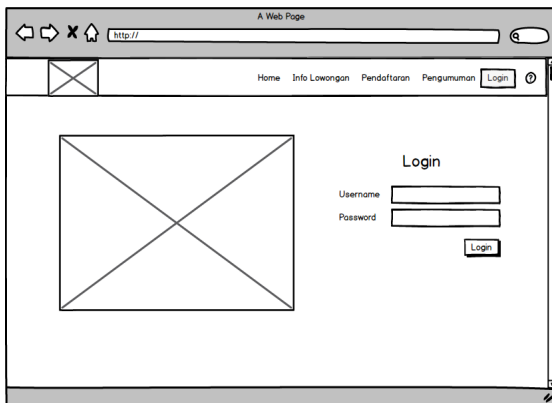 A Web Page
http://
Home Info Lowongan Pendaftaran Pengumuman Login ?
Login
Username
Password
Login